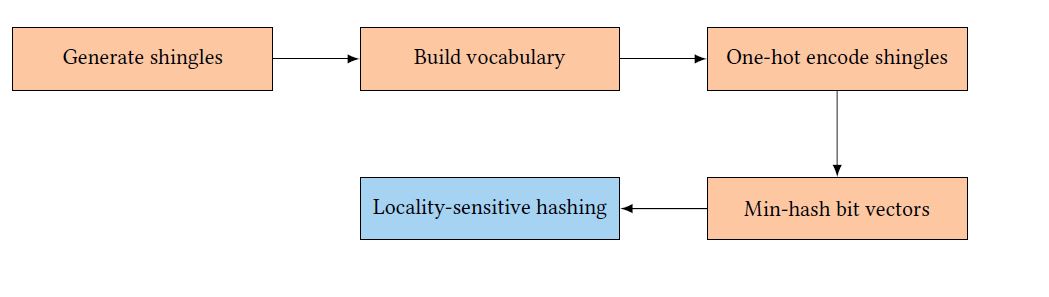 Generate shingles
Build vocabulary
One-hot encode shingles
Locality-sensitive hashing
Min-hash bit vectors